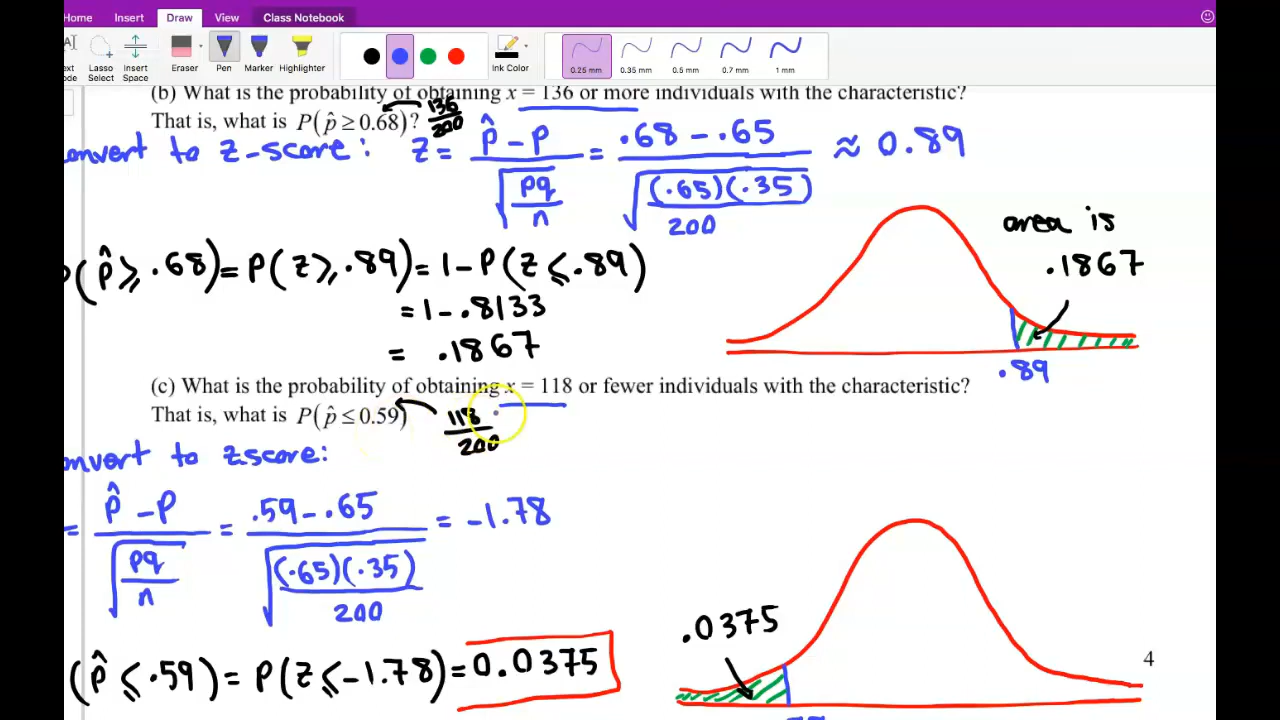 Home Insert Draw View Class Notebook
Lasso Select
Insert Space
Eraser Pen Marker Highlighter
Ink Color
0.25 mm 0.35 mm 0.5 mm 0.7 mm 1 mm
(b) What is the probability of obtaining x = 136 or more individuals with the characteristic?
That is, what is P(p̂ ≥ 0.68)? 136/200
onvert to z-score: z = (p̂ - p)/√(pq/n) = (.68 - .65)/√((.65)(.35)/200) ≈ 0.89
area is
.1867
(p̂ ≥ .68) = P(z ≥ .89) = 1 - P(z ≤ .89)
= 1 - .8133
= .1867
.89
(c) What is the probability of obtaining x = 118 or fewer individuals with the characteristic?
That is, what is P(p̂ ≤ 0.59) 118/200
onvert to z score:
= (p̂ - p)/√(pq/n) = (.59 - .65)/√((.65)(.35)/200) = -1.78
.0375
(p̂ ≤ .59) = P(z ≤ -1.78) = 0.0375
4